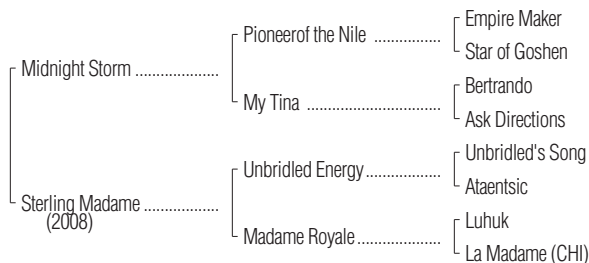 Empire Maker
Pioneerof the Nile ..................
Star of Goshen
Midnight Storm .....................
Bertrando
My Tina .................................
Ask Directions
Unbridled's Song
Unbridled Energy..................
Ataentsic
Sterling Madame ..................
(2008)
Luhuk
Madame Royale....................
La Madame (CHI)